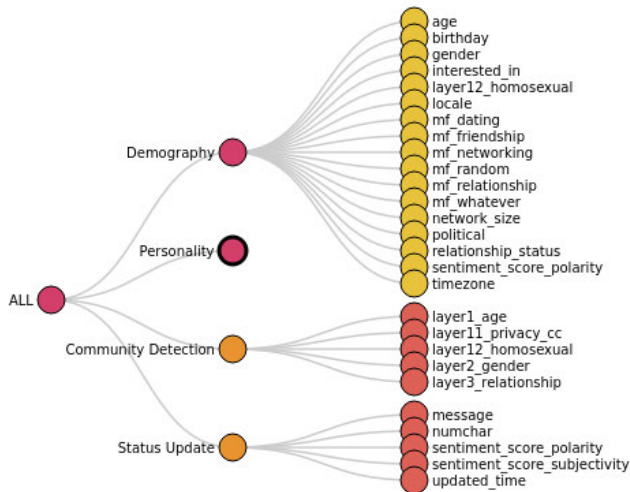 ALL
Demography
age
birthday
gender
interested_in
layer12_homosexual
locale
mf_dating
mf_friendship
mf_networking
mf_random
mf_relationship
mf_whatever
network_size
political
relationship_status
sentiment_score_polarity
timezone
Personality
Community Detection
layer1_age
layer11_privacy_cc
layer12_homosexual
layer2_gender
layer3_relationship
Status Update
message
numchar
sentiment_score_polarity
sentiment_score_subjectivity
updated_time